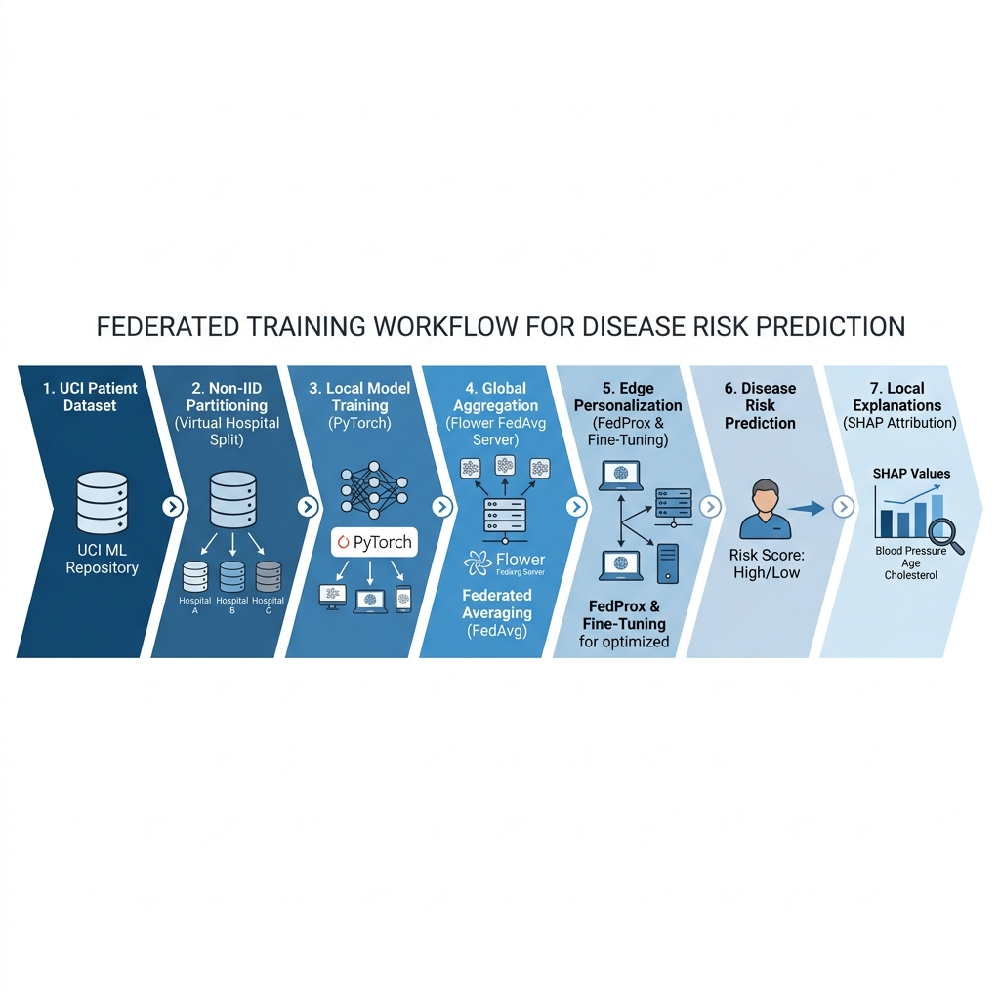 FEDERATED TRAINING WORKFLOW FOR DISEASE RISK PREDICTION
1. UCI Patient
Dataset
UCI ML
Repository
2. Non-IID
Partitioning
(Virtual Hospital
Split)
Hospital
A
Hospital
B
Hospital
C
3. Local Model
Training
(PyTorch)
PyTorch
4. Global
Aggregation
(Flower FedAvg
Server)
Flower
Server
Federated
Averaging
(FedAvg)
5. Edge
Personalization
(FedProx &
Fine-Tuning)
FedProx &
Fine-Tuning
for optimized
6. Disease
Risk
Prediction
Risk Score:
High/Low
7. Local
Explanations
(SHAP Attribution)
SHAP Values
Blood Pressure
Age
Cholesterol